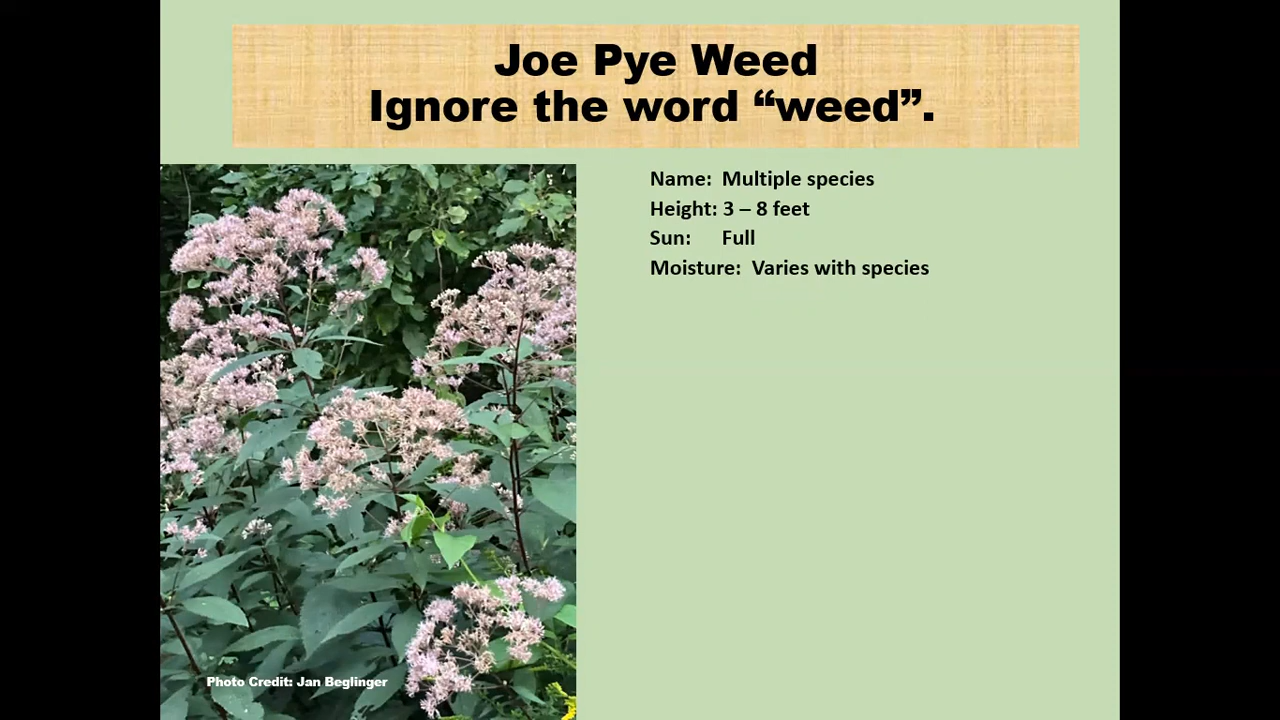 Joe Pye Weed
Ignore the word “weed”.
Name: Multiple species
Height: 3 – 8 feet
Sun: Full
Moisture: Varies with species
Photo Credit: Jan Beglinger